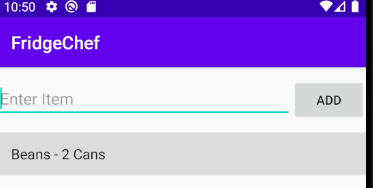 10:50
FridgeChef
Enter Item
ADD
Beans - 2 Cans